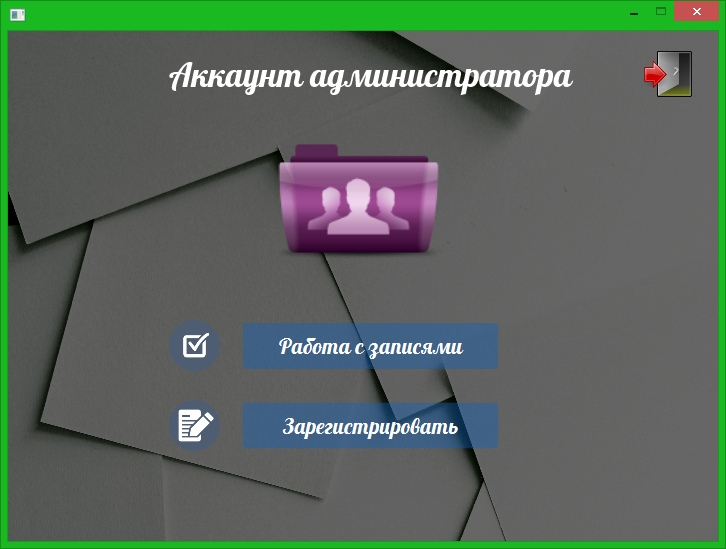 Аккаунт администратора
Работа с записями
Зарегистрировать